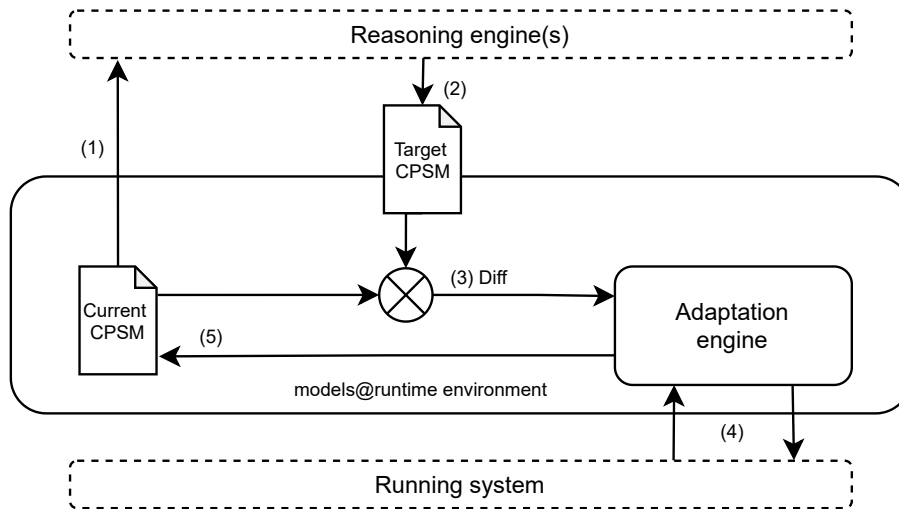 Reasoning engine(s)
(2)
(1)
Target
CPSM
(3) Diff
Current
CPSM
Adaptation
engine
(5)
models@runtime environment
(4)
Running system